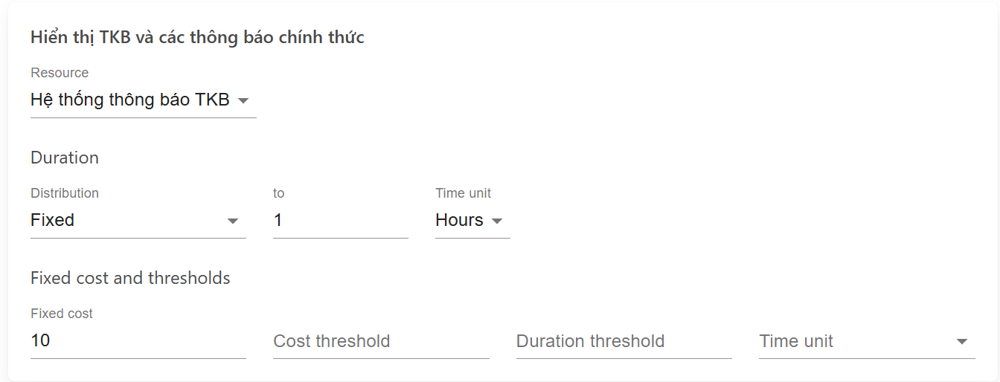 Hiển thị TKB và các thông báo chính thức
Resource
Hệ thống thông báo TKB
Duration
Distribution to Time unit
Fixed 1 Hours
Fixed cost and thresholds
Fixed cost
10 Cost threshold Duration threshold Time unit